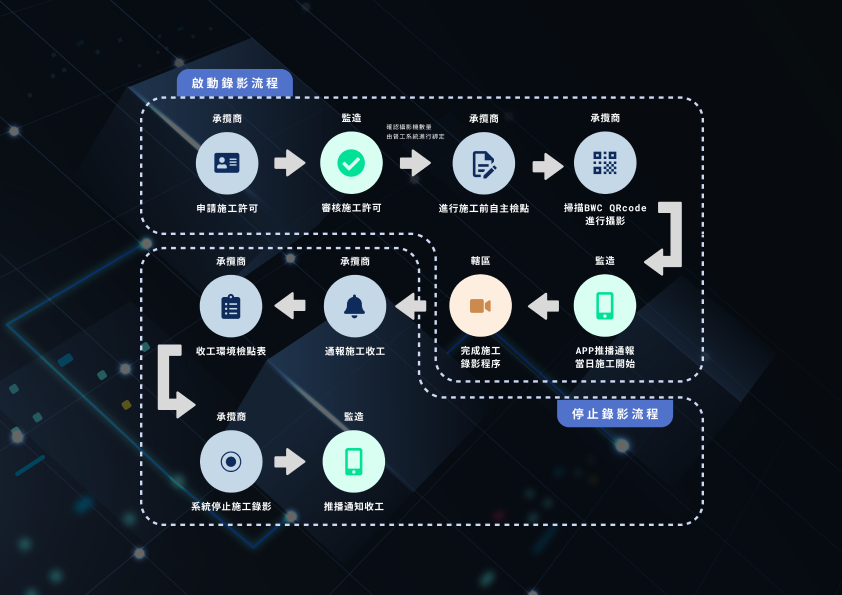 啟動錄影流程
承攬商
申請施工許可
監造
審核施工許可
確認攝影機數量
由管工系統進行綁定
承攬商
進行施工前自主檢點
承攬商
掃描BWC QRcode
進行攝影
監造
APP推播通報
當日施工開始
轄區
完成施工
錄影程序
停止錄影流程
承攬商
通報施工收工
承攬商
收工環境檢點表
承攬商
系統停止施工錄影
監造
推播通知收工